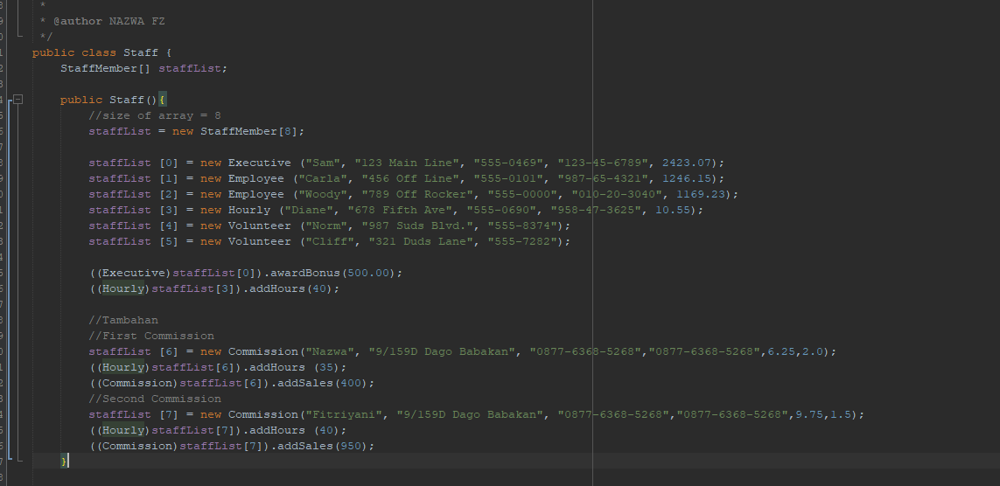 *
* @author NAZWA FZ
*/
public class Staff {
StaffMember[] staffList;
public Staff(){
//size of array = 8
staffList = new StaffMember[8];
staffList [0] = new Executive ("Sam", "123 Main Line", "555-0469", "123-45-6789", 2423.07);
staffList [1] = new Employee ("Carla", "456 Off Line", "555-0101", "987-65-4321", 1246.15);
staffList [2] = new Employee ("Woody", "789 Off Rocker", "555-0000", "010-20-3040", 1169.23);
staffList [3] = new Hourly ("Diane", "678 Fifth Ave", "555-0690", "958-47-3625", 10.55);
staffList [4] = new Volunteer ("Norm", "987 Suds Blvd.", "555-8374");
staffList [5] = new Volunteer ("Cliff", "321 Duds Lane", "555-7282");
((Executive)staffList[0]).awardBonus(500.00);
((Hourly)staffList[3]).addHours(40);
//Tambahan
//First Commission
staffList [6] = new Commission("Nazwa", "9/159D Dago Babakan", "0877-6368-5268","0877-6368-5268",6.25,2.0);
((Hourly)staffList[6]).addHours (35);
((Commission)staffList[6]).addSales(400);
//Second Commission
staffList [7] = new Commission("Fitriyani", "9/159D Dago Babakan", "0877-6368-5268","0877-6368-5268",9.75,1.5);
((Hourly)staffList[7]).addHours (40);
((Commission)staffList[7]).addSales(950);
}